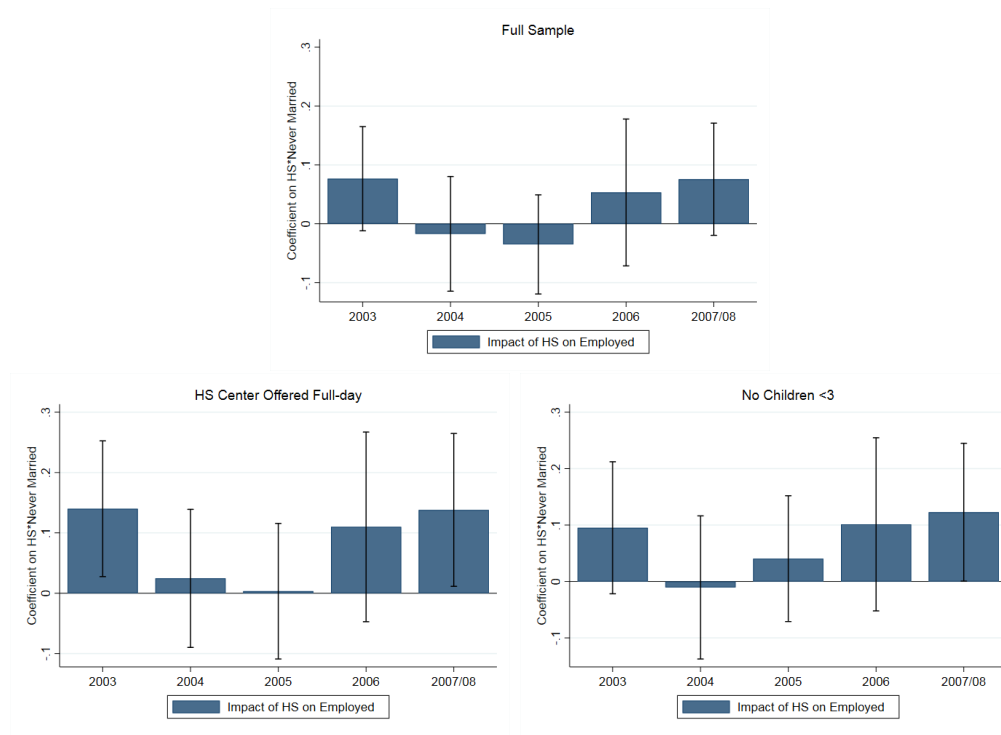 Full Sample
Coefficient on HS*Never Married
.3
.2
.1
0
-.1
2003 2004 2005 2006 2007/08
Impact of HS on Employed
HS Center Offered Full-day
Coefficient on HS*Never Married
.3
.2
.1
0
-.1
2003 2004 2005 2006 2007/08
Impact of HS on Employed
No Children <3
Coefficient on HS*Never Married
.3
.2
.1
0
-.1
2003 2004 2005 2006 2007/08
Impact of HS on Employed